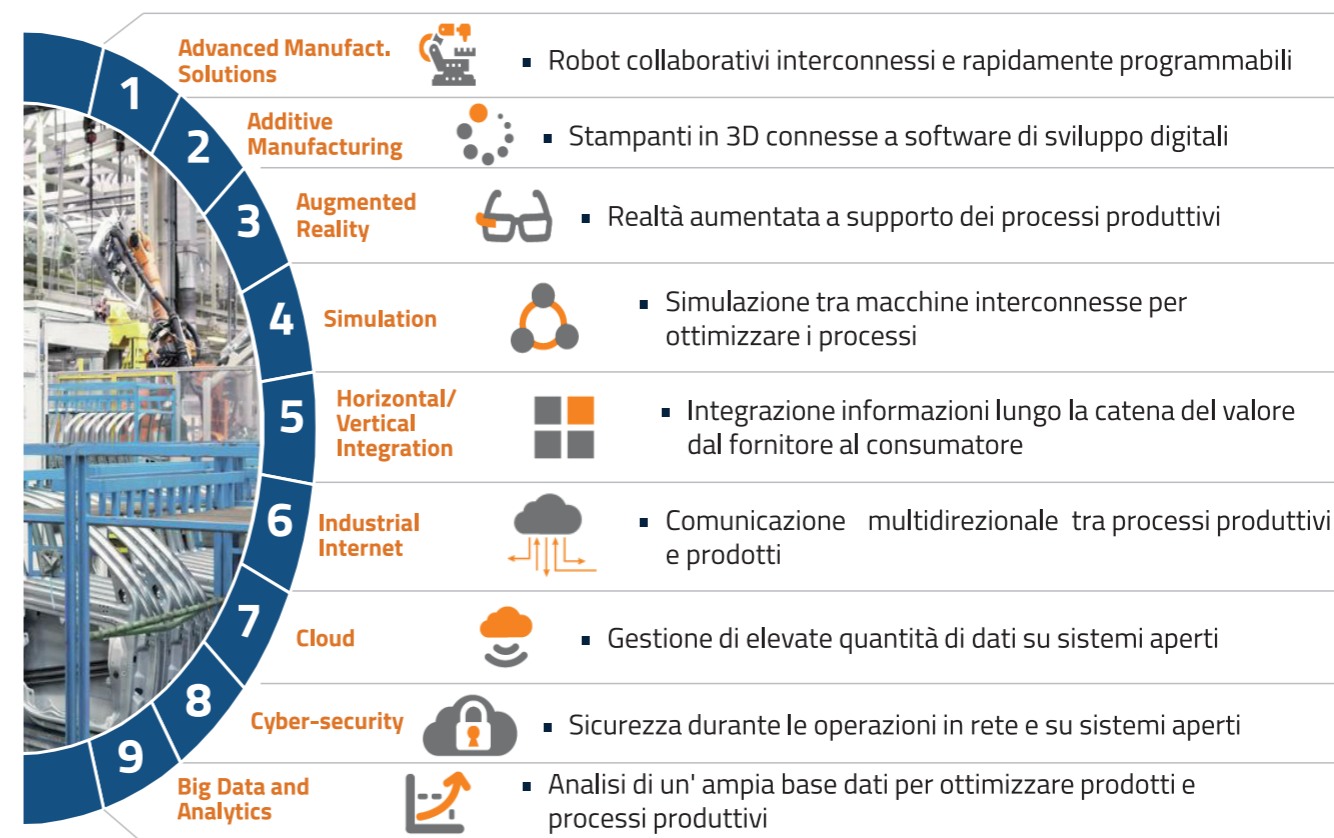 1
Advanced Manufact.
Solutions
▪ Robot collaborativi interconnessi e rapidamente programmabili
2
Additive
Manufacturing
▪ Stampanti in 3D connesse a software di sviluppo digitali
3
Augmented
Reality
▪ Realtà aumentata a supporto dei processi produttivi
4
Simulation
▪ Simulazione tra macchine interconnesse per
ottimizzare i processi
5
Horizontal/
Vertical
Integration
▪ Integrazione informazioni lungo la catena del valore
dal fornitore al consumatore
6
Industrial
Internet
▪ Comunicazione multidirezionale tra processi produttivi
e prodotti
7
Cloud
▪ Gestione di elevate quantità di dati su sistemi aperti
8
Cyber-security
▪ Sicurezza durante le operazioni in rete e su sistemi aperti
9
Big Data and
Analytics
▪ Analisi di un' ampia base dati per ottimizzare prodotti e
processi produttivi